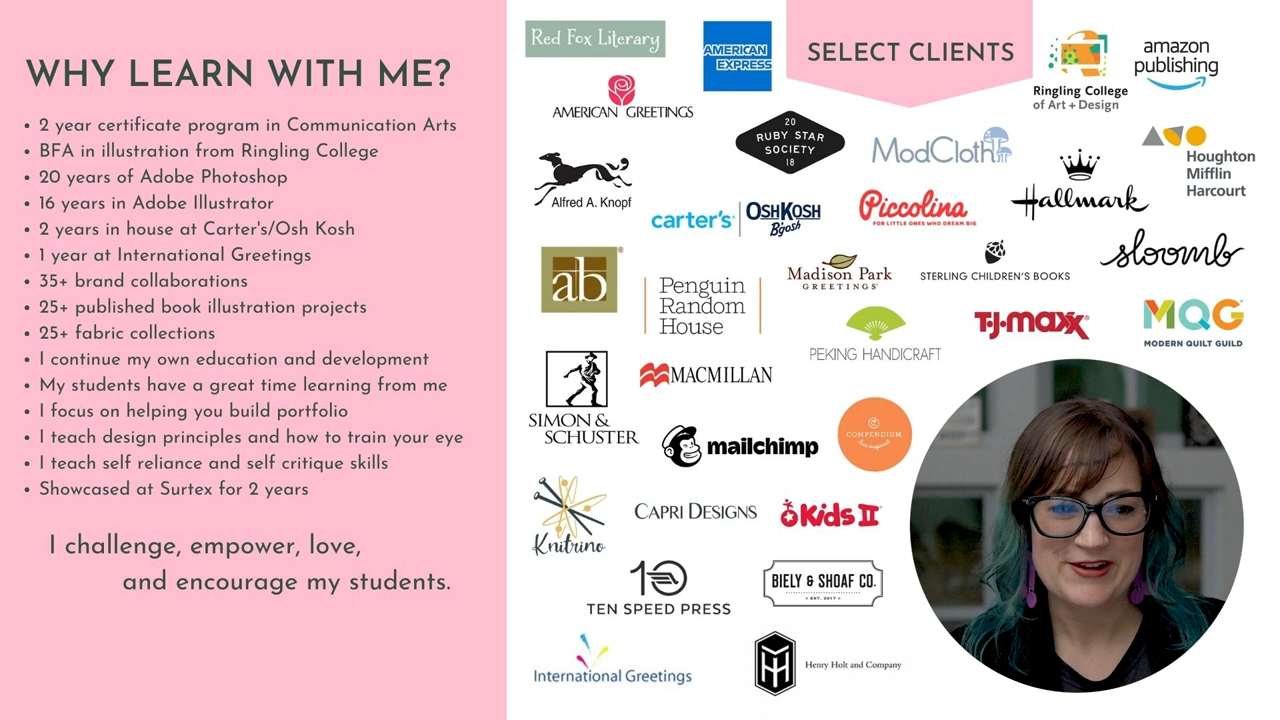 WHY LEARN WITH ME?
• 2 year certificate program in Communication Arts
• BFA in illustration from Ringling College
• 20 years of Adobe Photoshop
• 16 years in Adobe Illustrator
• 2 years in house at Carter's/Osh Kosh
• 1 year at International Greetings
• 35+ brand collaborations
• 25+ published book illustration projects
• 25+ fabric collections
• I continue my own education and development
• My students have a great time learning from me
• I focus on helping you build portfolio
• I teach design principles and how to train your eye
• I teach self reliance and self critique skills
• Showcased at Surtex for 2 years
I challenge, empower, love,
and encourage my students.
SELECT CLIENTS
Red Fox Literary
AMERICAN
EXPRESS
Ringling College
of Art + Design
amazon
publishing
AMERICAN GREETINGS
20
RUBY STAR
SOCIETY
18
ModCloth
Houghton
Mifflin
Harcourt
Alfred A. Knopf
carter's
OSHKOSH
B'gosh
Piccolina
FOR LITTLE ONES WHO DREAM BIG
Hallmark
ab
Penguin
Random
House
Madison Park
GREETINGS
STERLING CHILDREN'S BOOKS
sloomb
PEKING HANDICRAFT
T·J·maxx
MQG
MODERN QUILT GUILD
SIMON &
SCHUSTER
MACMILLAN
mailchimp
COMPENDIUM
live inspired
Knitrino
CAPRI DESIGNS
Kids II
10
TEN SPEED PRESS
BIELY & SHOAF CO.
EST. 2017
International Greetings
Henry Holt and Company